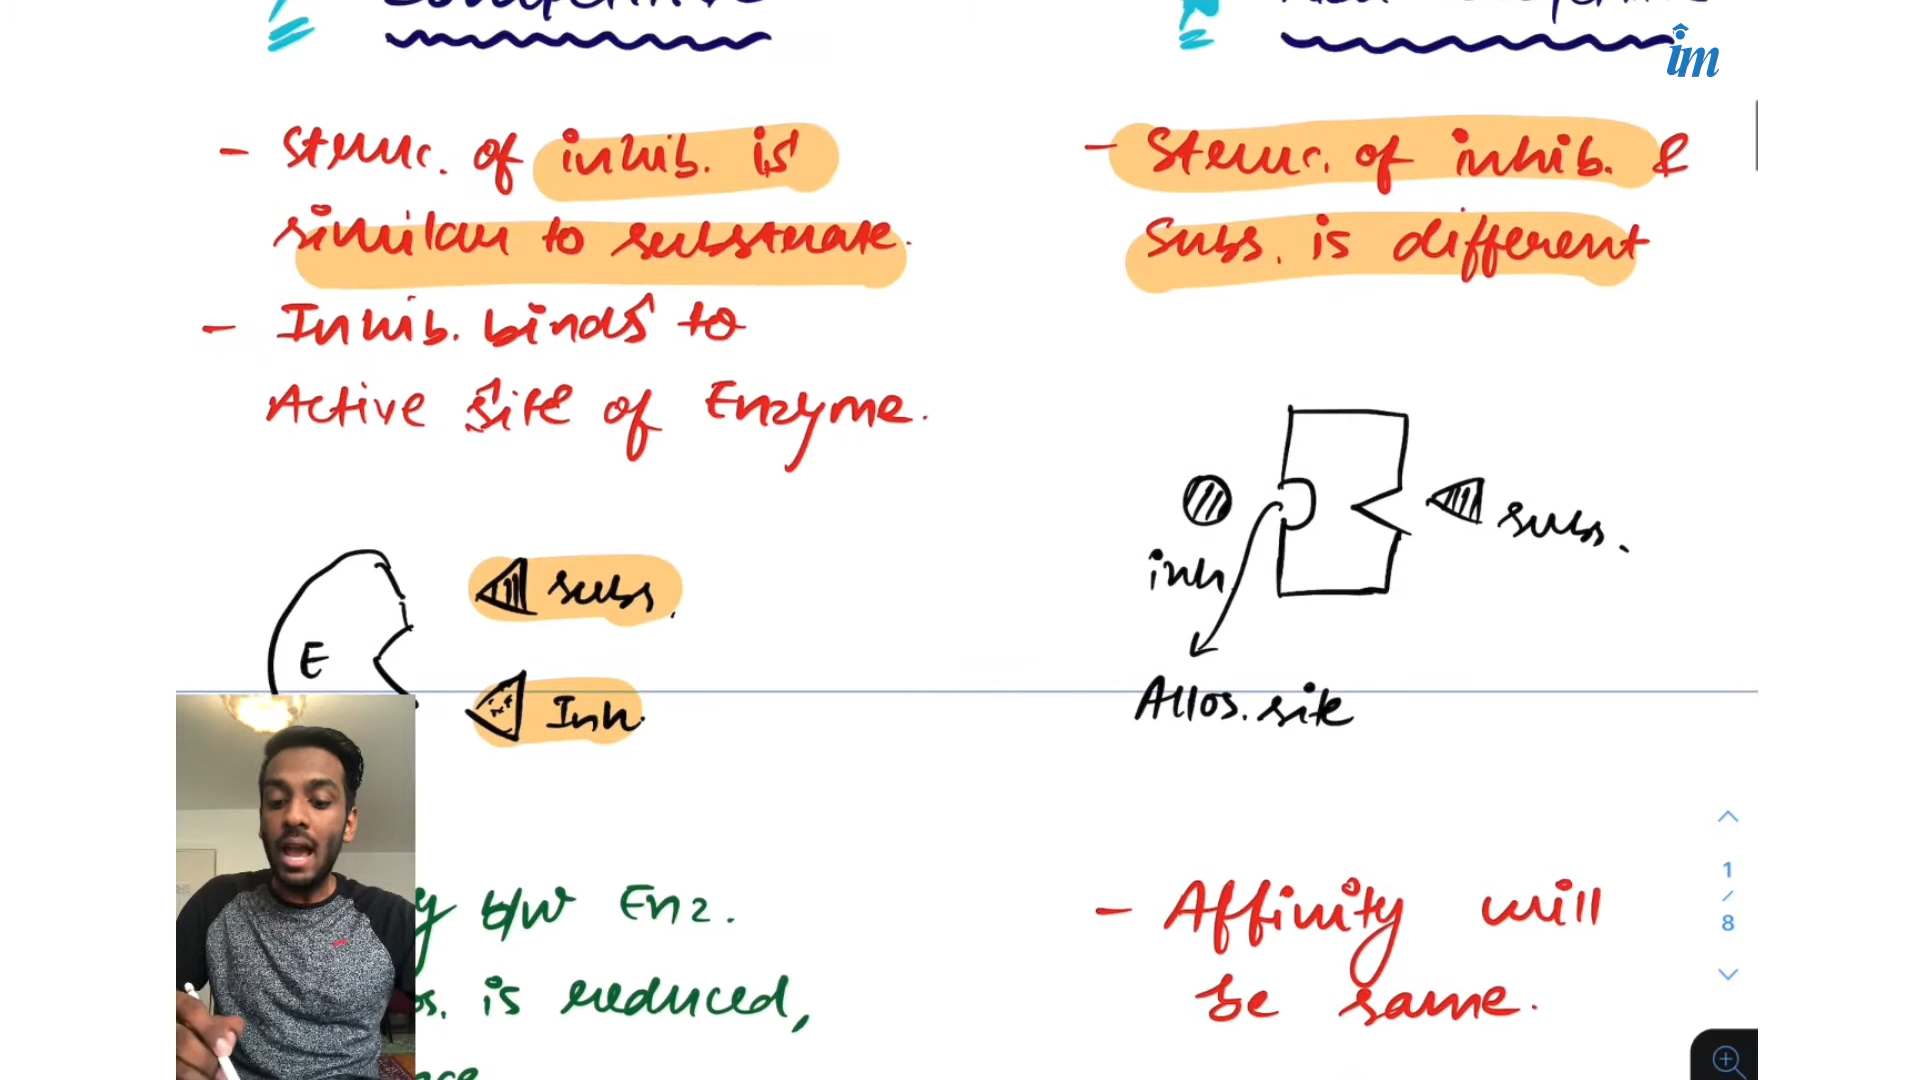 im
- Struc. of inhib. is
similar to substrate.
- Inhib. binds to
Active site of Enzyme.
E
subs.
Inh.
b/w Enz.
is reduced,
- Struc. of inhib. &
Subs. is different
inh
subs.
Allos. site
- Affinity will
be same.
1
/
8